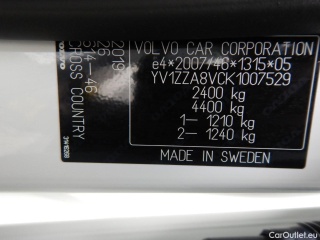 VOLVO CAR CORPORATION
e4*2007/46*1315*05
YV1ZZA8VCK1007529
2400 kg
4400 kg
1— 1210 kg
2— 1240 kg
MADE IN SWEDEN
VOLVO
CROSS COUNTRY
CarOutlet.eu